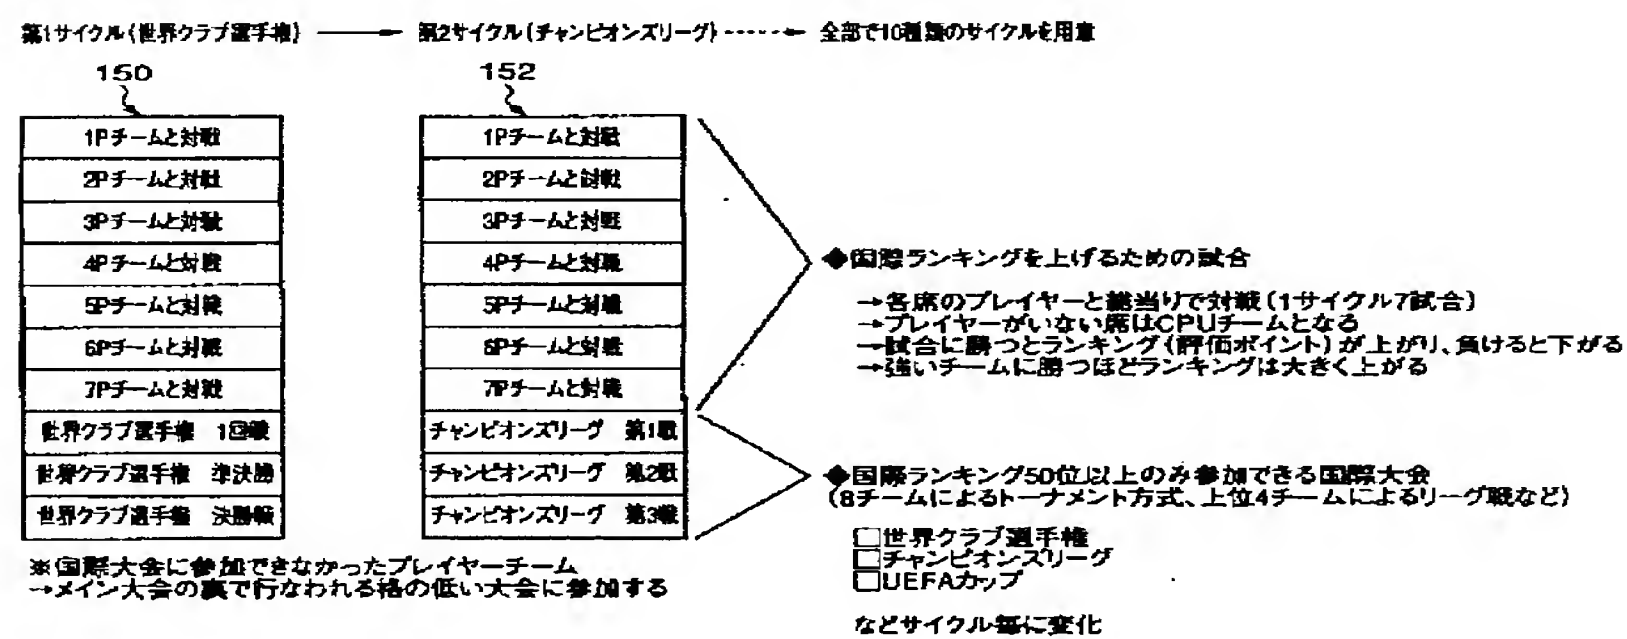 第1サイクル(世界クラブ選手権) 第2サイクル(チャンピオンズリーグ) 全部で10種類のサイクルを用意
150 152
1Pチームと対戦
2Pチームと対戦
3Pチームと対戦
4Pチームと対戦
5Pチームと対戦
6Pチームと対戦
7Pチームと対戦
世界クラブ選手権 1回戦
世界クラブ選手権 準決勝
世界クラブ選手権 決勝戦
1Pチームと対戦
2Pチームと対戦
3Pチームと対戦
4Pチームと対戦
5Pチームと対戦
6Pチームと対戦
7Pチームと対戦
チャンピオンズリーグ 第1戦
チャンピオンズリーグ 第2戦
チャンピオンズリーグ 第3戦
◆国際ランキングを上げるための試合
→各席のプレイヤーと総当りで対戦(1サイクル7試合)
→プレイヤーがいない席はCPUチームとなる
→試合に勝つとランキング(評価ポイント)が上がり、負けると下がる
→強いチームに勝つほどランキングは大きく上がる
◆国際ランキング50位以上のみ参加できる国際大会
(8チームによるトーナメント方式、上位4チームによるリーグ戦など)
□世界クラブ選手権
□チャンピオンズリーグ
□UEFAカップ
などサイクル毎に変化
※国際大会に参加できなかったプレイヤーチーム
→メイン大会の裏で行なわれる格の低い大会に参加する